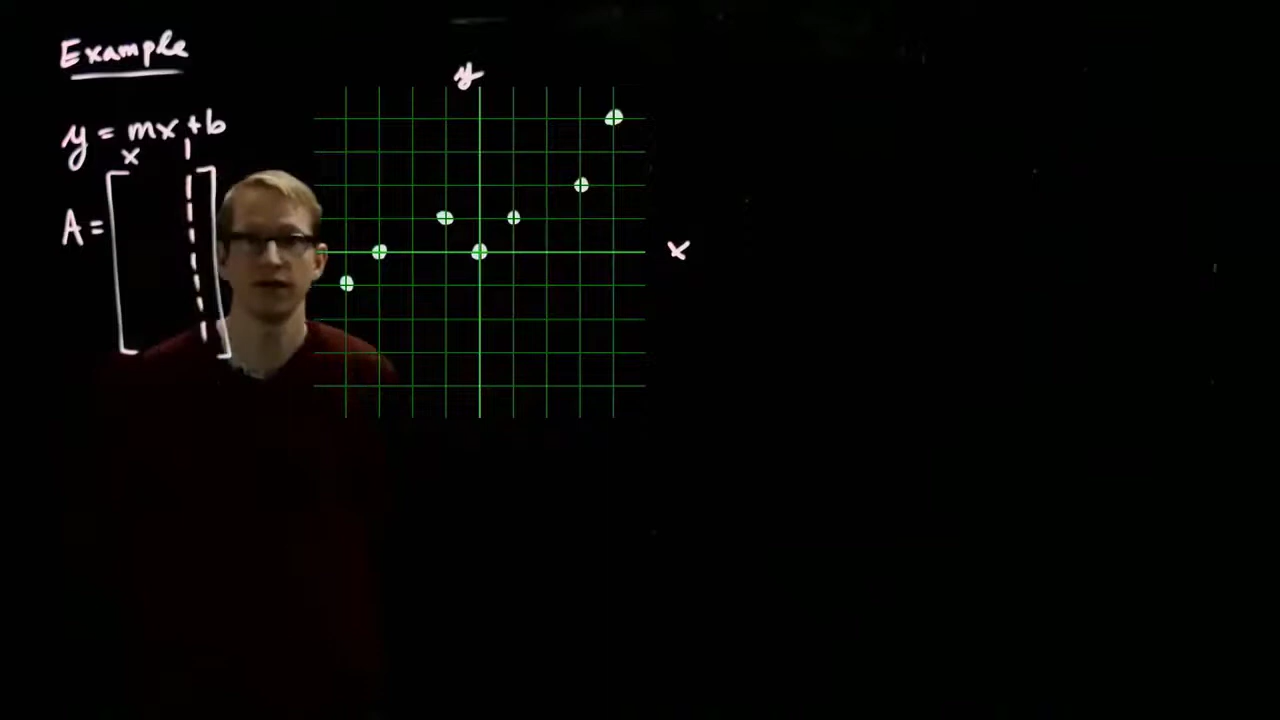 Example
y
y = mx + b
x 1
A = [ ]
x